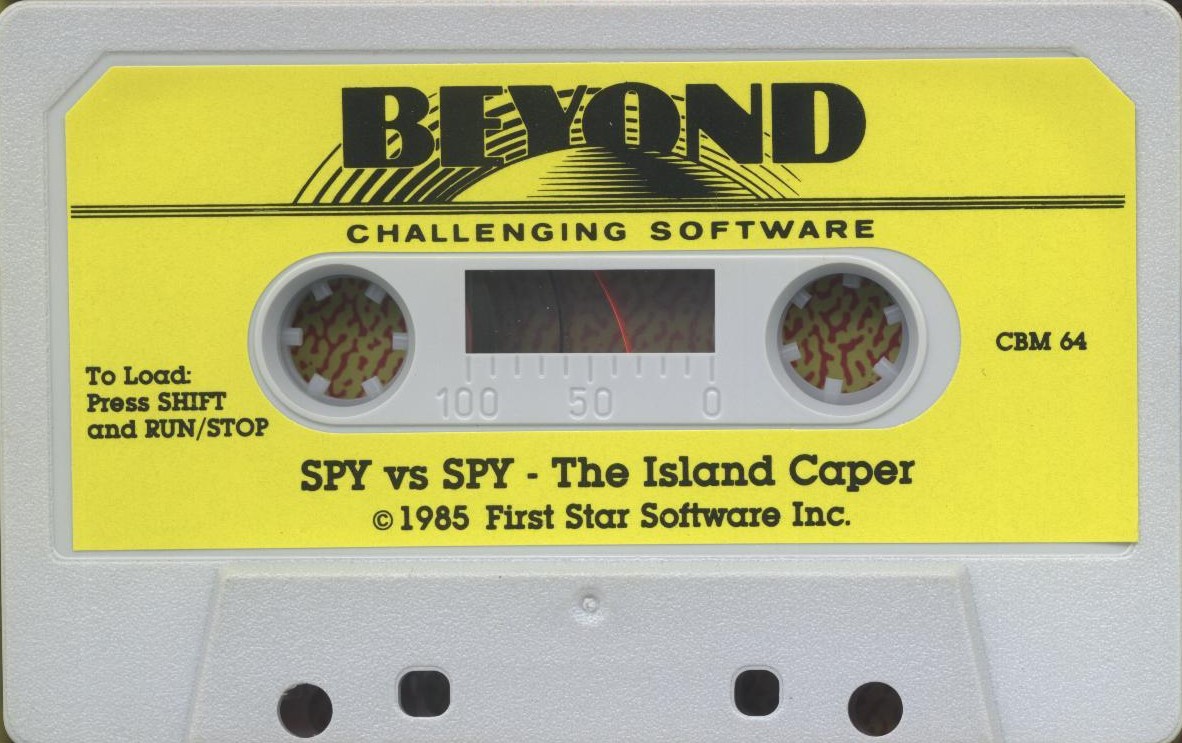 BEYOND
CHALLENGING SOFTWARE
CBM 64
To Load:
Press SHIFT
and RUN/STOP
100 50 0
SPY vs SPY - The Island Caper
© 1985 First Star Software Inc.